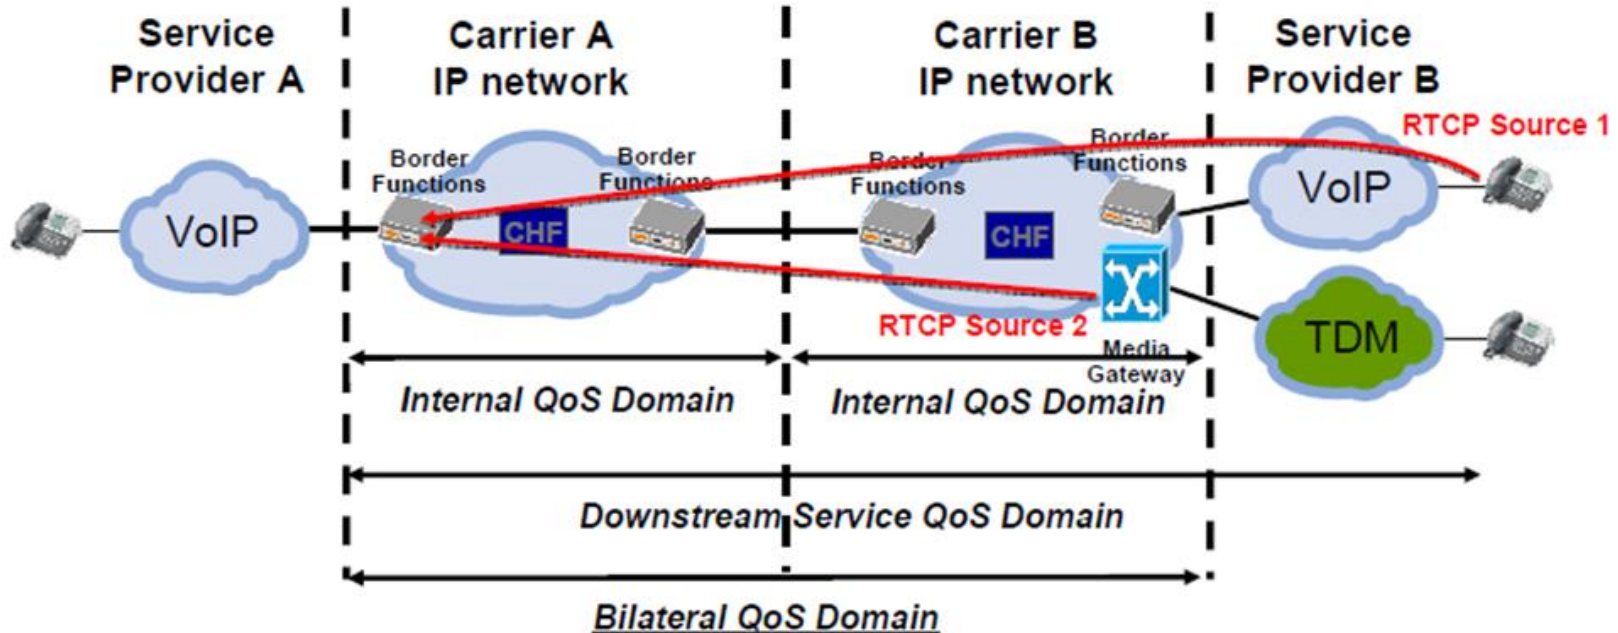 Service
Provider A
Carrier A
IP network
Carrier B
IP network
Service
Provider B
RTCP Source 1
Border
Functions
Border
Functions
Border
Functions
Border
Functions
VoIP
CHF
CHF
VoIP
RTCP Source 2
TDM
Media
Gateway
Internal QoS Domain
Internal QoS Domain
Downstream Service QoS Domain
Bilateral QoS Domain